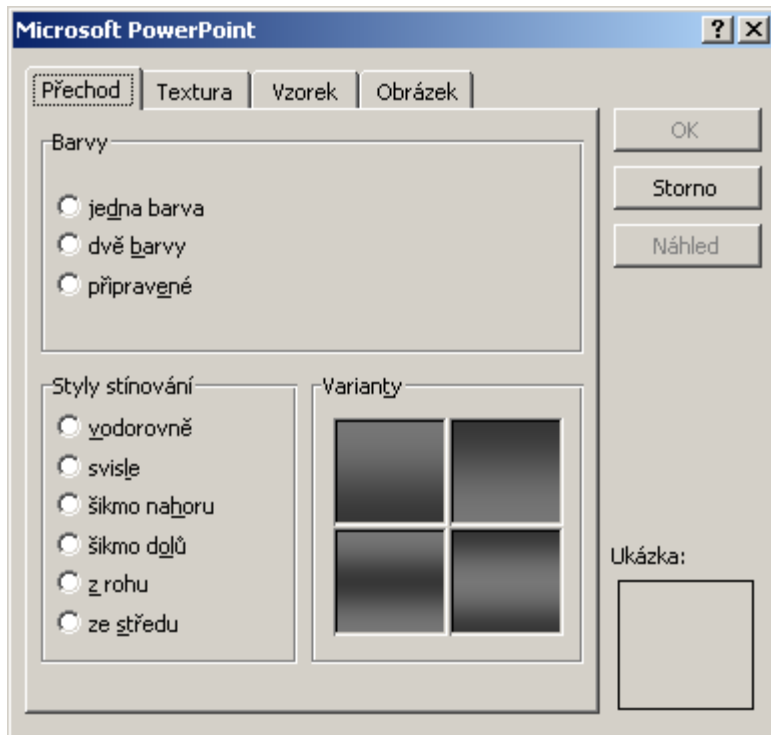 Microsoft PowerPoint
Přechod
Textura
Vzorek
Obrázek
Barvy
jedna barva
dvě barvy
připravené
OK
Storno
Náhled
Styly stínování
vodorovně
svisle
šikmo nahoru
šikmo dolů
z rohu
ze středu
Varianty
Ukázka: